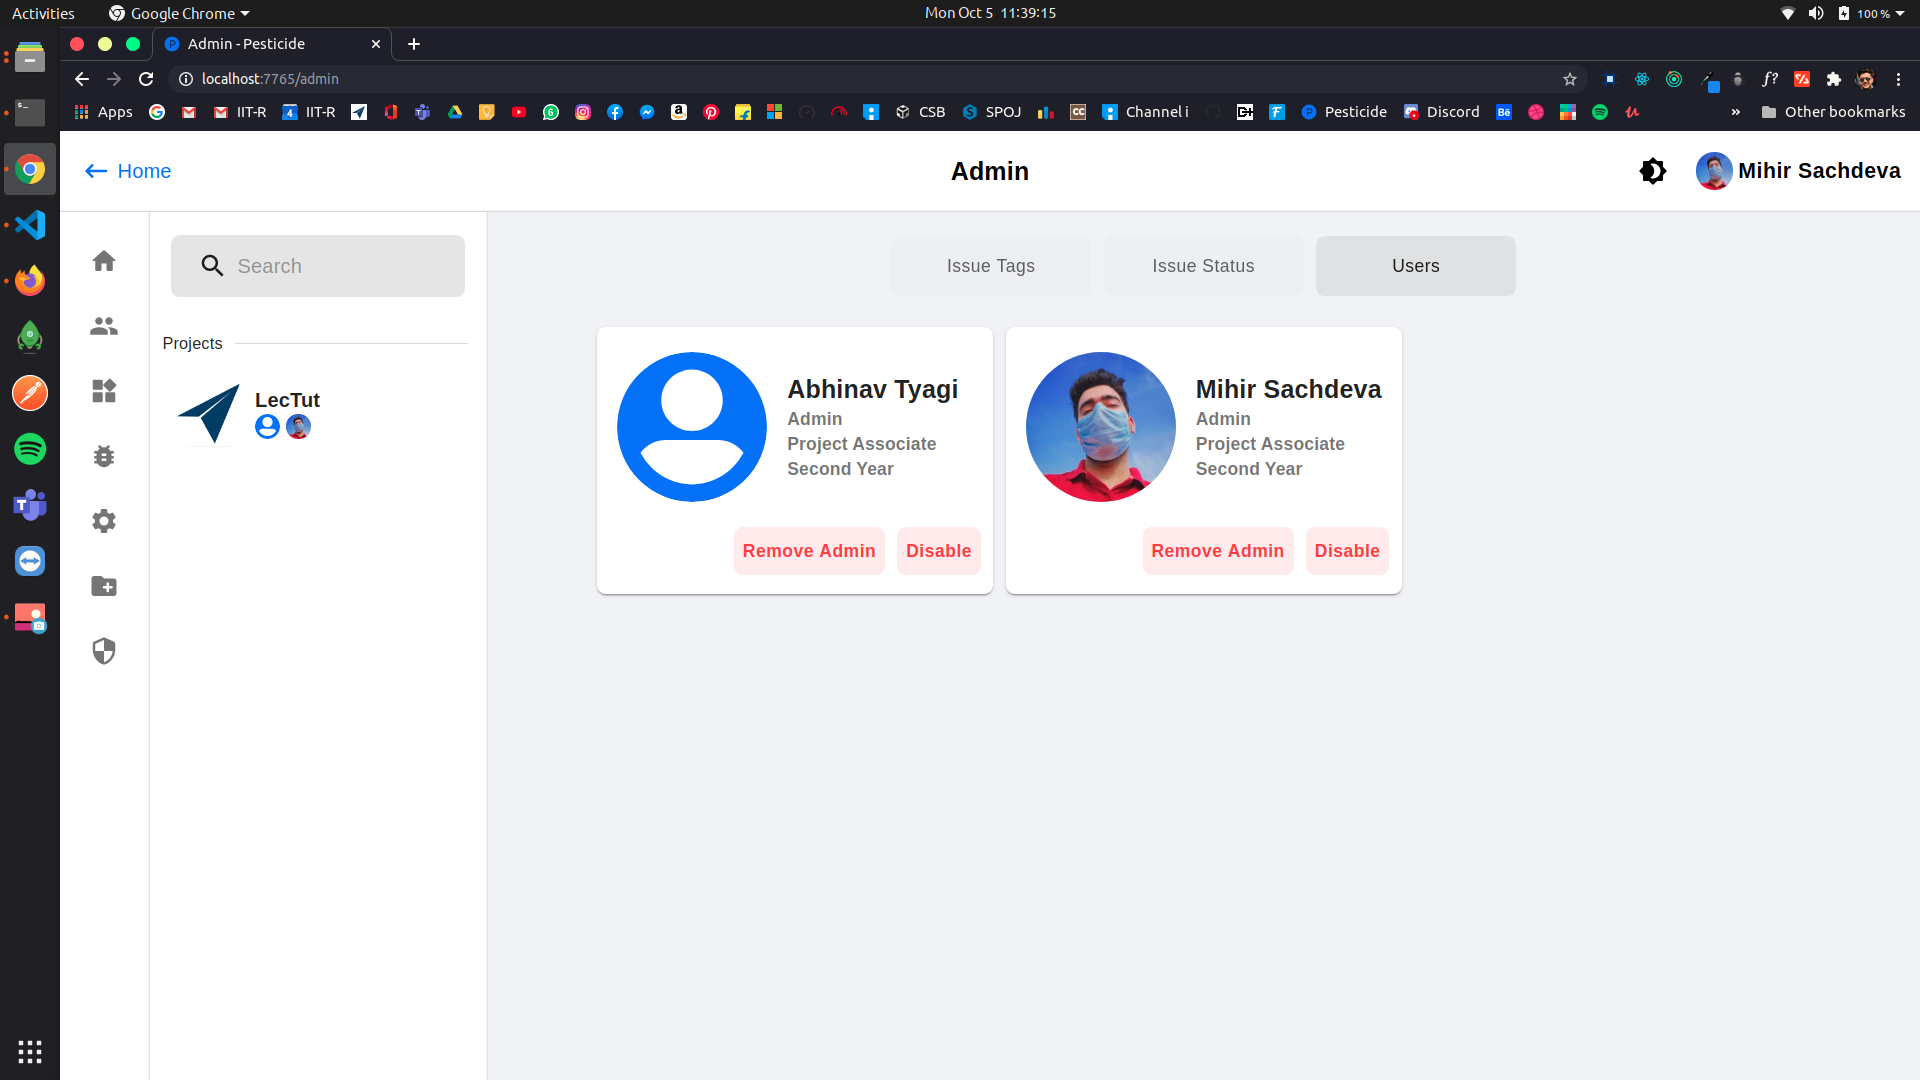 Activities Google Chrome Mon Oct 5 11:39:15 100 %
Admin - Pesticide
localhost:7765/admin
Apps IIT-R IIT-R CSB SPOJ Channel i Pesticide Discord Other bookmarks
Home Admin Mihir Sachdeva
Search
Issue Tags Issue Status Users
Projects
LecTut
Abhinav Tyagi
Admin
Project Associate
Second Year
Remove Admin Disable
Mihir Sachdeva
Admin
Project Associate
Second Year
Remove Admin Disable